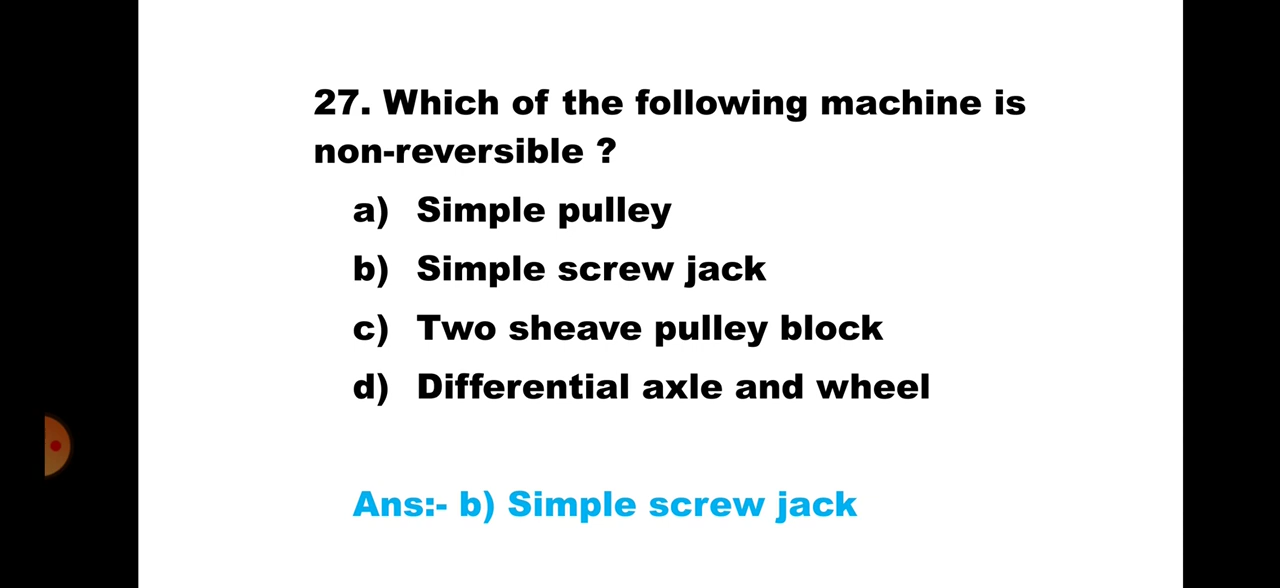 27. Which of the following machine is
non-reversible ?
a) Simple pulley
b) Simple screw jack
c) Two sheave pulley block
d) Differential axle and wheel
Ans:- b) Simple screw jack